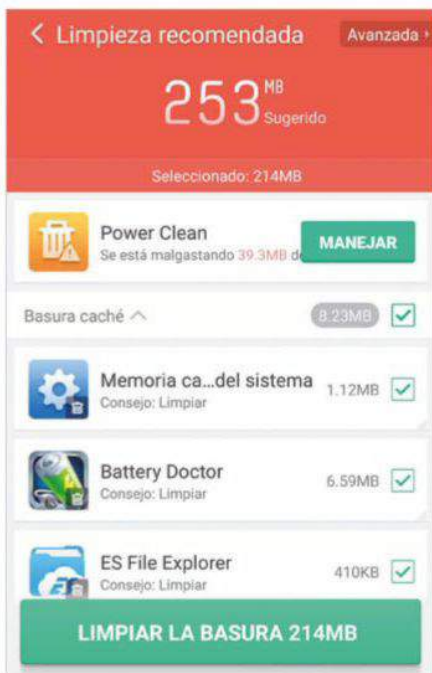 Limpieza recomendada
Avanzada
253 MB
Sugerido
Seleccionado: 214MB
Power Clean
Se está malgastando 39.3MB
MANEJAR
Basura caché
8.23MB
Memoria ca...del sistema
1.12MB
Consejo: Limpiar
Battery Doctor
6.59MB
Consejo: Limpiar
ES File Explorer
410KB
Consejo: Limpiar
LIMPIAR LA BASURA 214MB